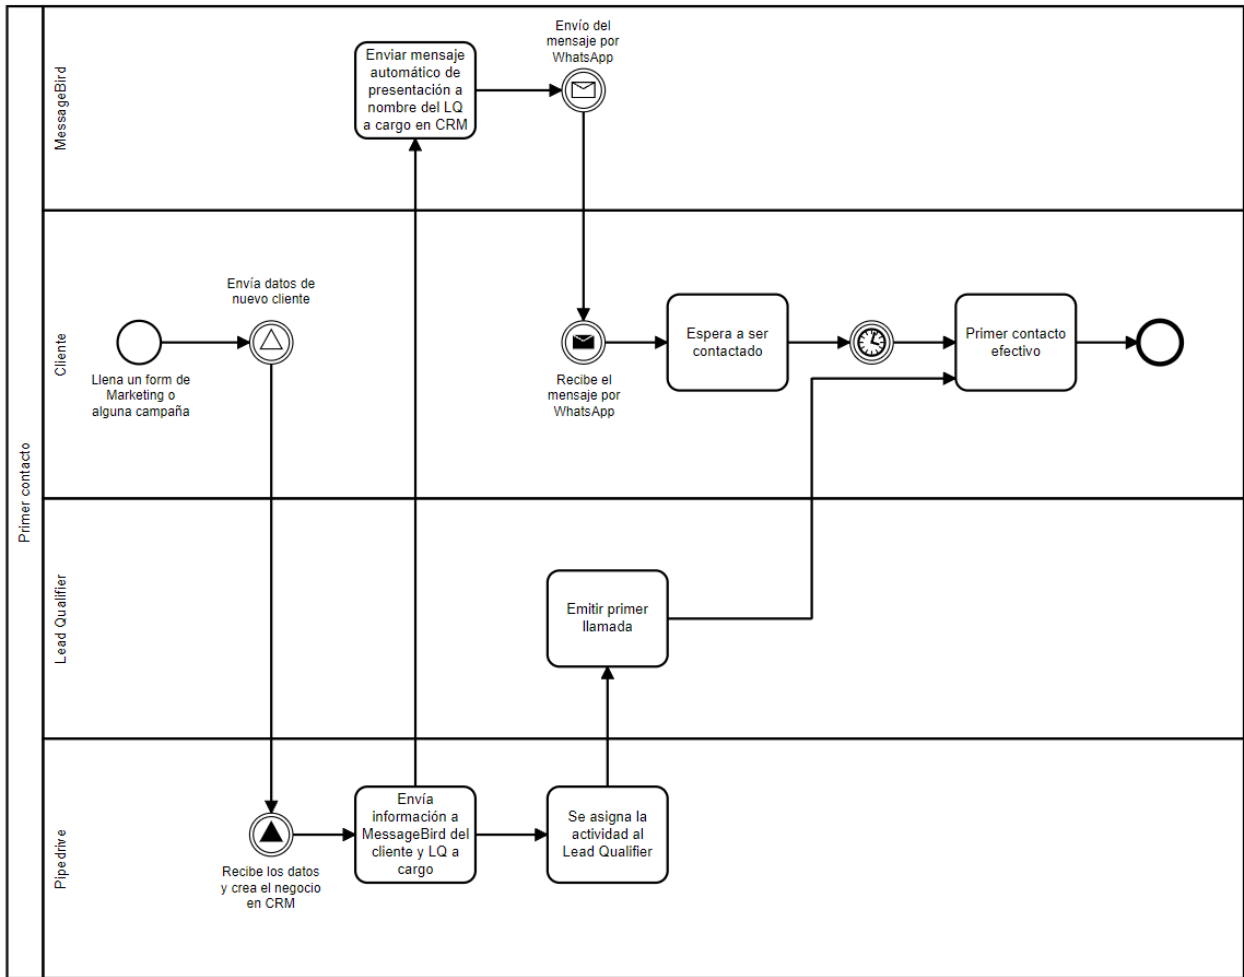 Primer contacto
MessageBird
Enviar mensaje
automático de
presentación a
nombre del LQ
a cargo en CRM
Envío del
mensaje por
WhatsApp
Cliente
Llena un form de
Marketing o
alguna campaña
Envía datos de
nuevo cliente
Recibe el
mensaje por
WhatsApp
Espera a ser
contactado
Primer contacto
efectivo
Lead Qualifier
Emitir primer
llamada
Pipedrive
Recibe los datos
y crea el negocio
en CRM
Envía
información a
MessageBird del
cliente y LQ a
cargo
Se asigna la
actividad al
Lead Qualifier